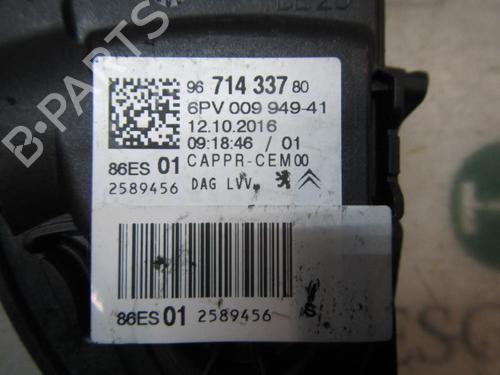 B-PARTS
96 714 337 80
6PV 009 949-41
12.10.2016
09:18:46 / 01
86ES 01 CAPPR-CEM00
2589456 DAG LVV
86ES 01 2589456 S